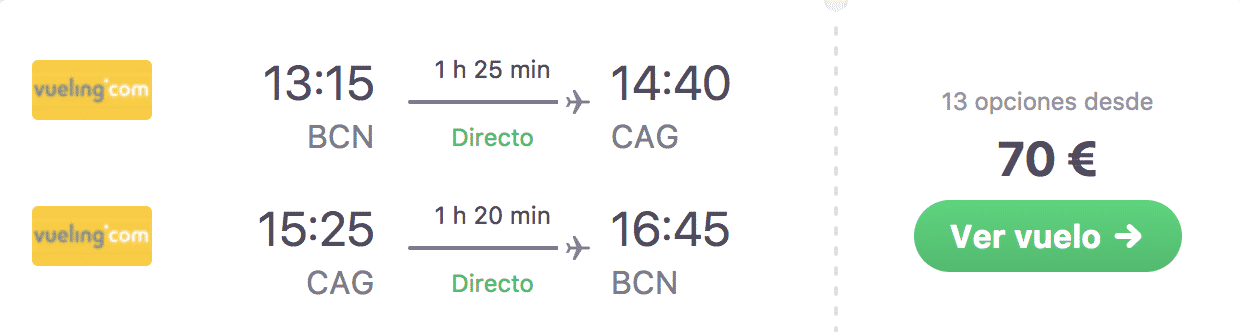 vueling.com
13:15
1 h 25 min
14:40
BCN
Directo
CAG
vueling.com
15:25
1 h 20 min
16:45
CAG
Directo
BCN
13 opciones desde
70 €
Ver vuelo →